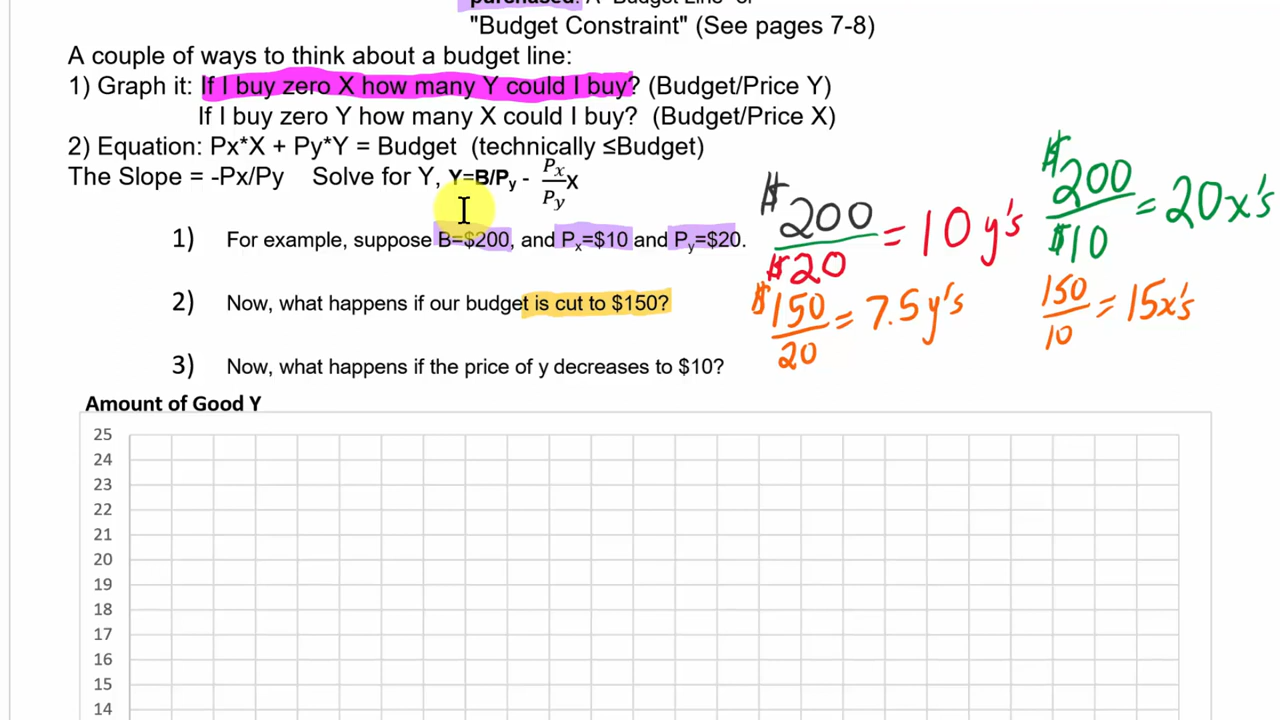 purchased. A "Budget Line" or
"Budget Constraint" (See pages 7-8)
A couple of ways to think about a budget line:
1) Graph it: If I buy zero X how many Y could I buy? (Budget/Price Y)
If I buy zero Y how many X could I buy? (Budget/Price X)
2) Equation: Px*X + Py*Y = Budget (technically ≤Budget)
The Slope = -Px/Py Solve for Y, Y=B/Py - Px/Py X
1) For example, suppose B=$200, and Px=$10 and Py=$20.
$200/$20 = 10 y's
$200/$10 = 20x's
2) Now, what happens if our budget is cut to $150?
$150/20 = 7.5 y's
150/10 = 15x's
3) Now, what happens if the price of y decreases to $10?
Amount of Good Y
25
24
23
22
21
20
19
18
17
16
15
14